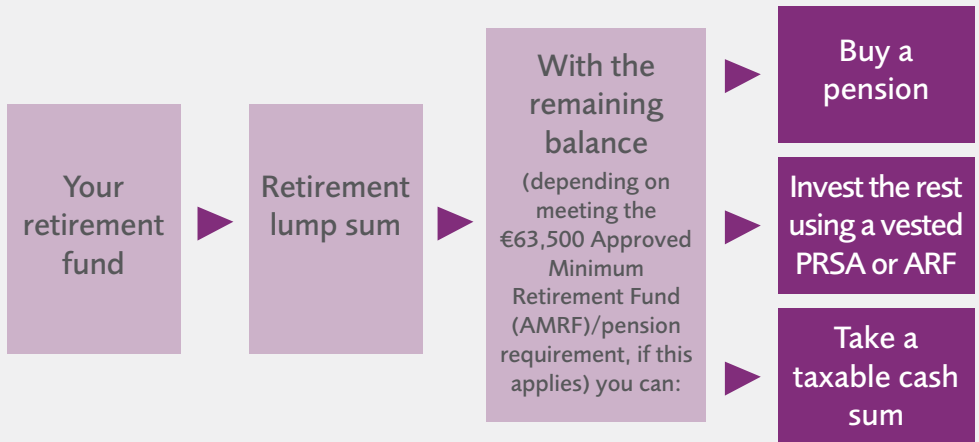 Your
retirement
fund
Retirement
lump sum
With the
remaining
balance
(depending on
meeting the
€63,500 Approved
Minimum
Retirement Fund
(AMRF)/pension
requirement, if this
applies) you can:
Buy a
pension
Invest the rest
using a vested
PRSA or ARF
Take a
taxable cash
sum